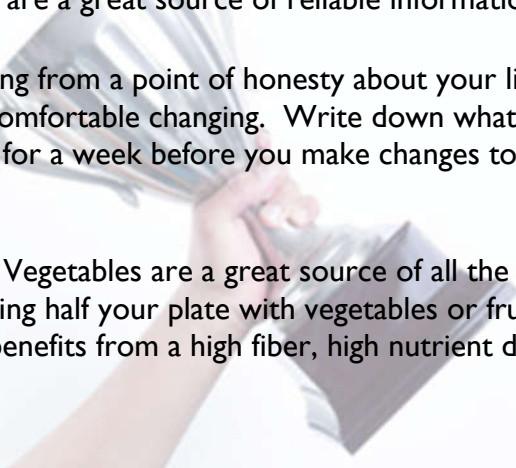 are a great source of reliable informatio
ng from a point of honesty about your li
omfortable changing.  Write down what
for a week before you make changes to
Vegetables are a great source of all the
ing half your plate with vegetables or fru
benefits from a high fiber, high nutrient d